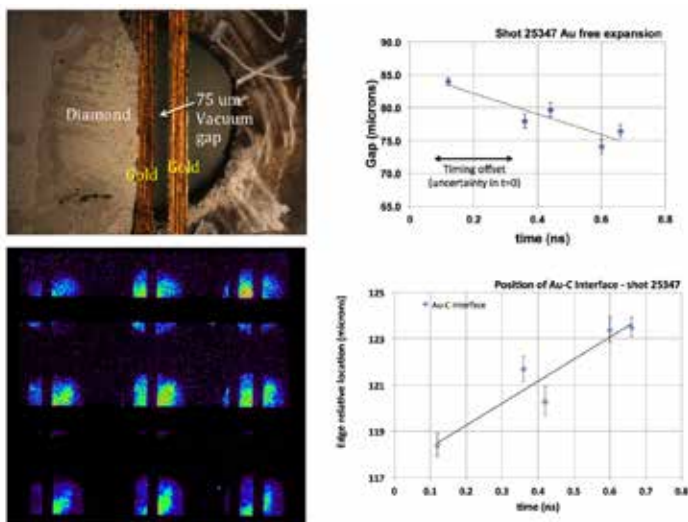 Diamond
75 um
Vacuum
gap
Gold
Gold
Shot 25347 Au free expansion
Gap (microns)
90.0
85.0
80.0
75.0
70.0
65.0
Timing offset
(uncertainty in t=0)
0
0.2
0.4
0.6
0.8
time (ns)
Position of Au-C Interface - shot 25347
Au-C Interface
Edge relative location (microns)
125
123
121
119
117
0
0.1
0.2
0.3
0.4
0.5
0.6
0.7
0.8
time (ns)